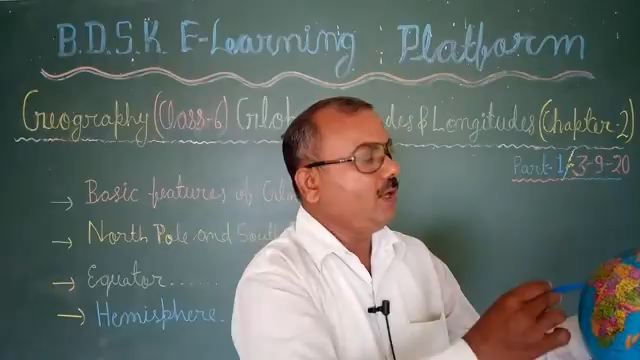 B.D.S.K E-Learning Platform
Geography (Class-6) des & Longitudes (Chapter-2)
Part-1 3-9-20
→ Basic features of
→ North Pole and South
→ Equator......
→ Hemisphere.